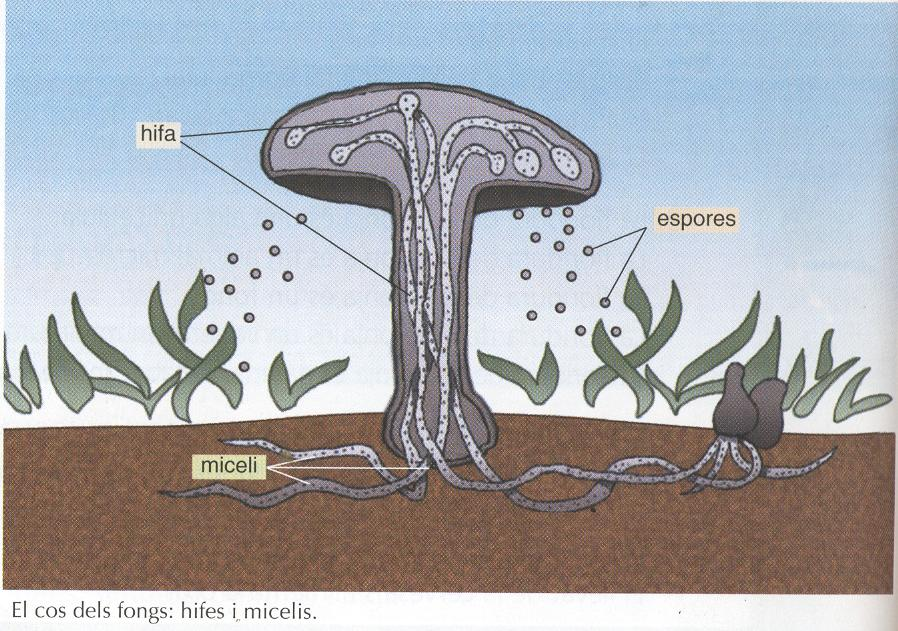 hifa
espores
miceli
El cos dels fongs: hifes i micelis.